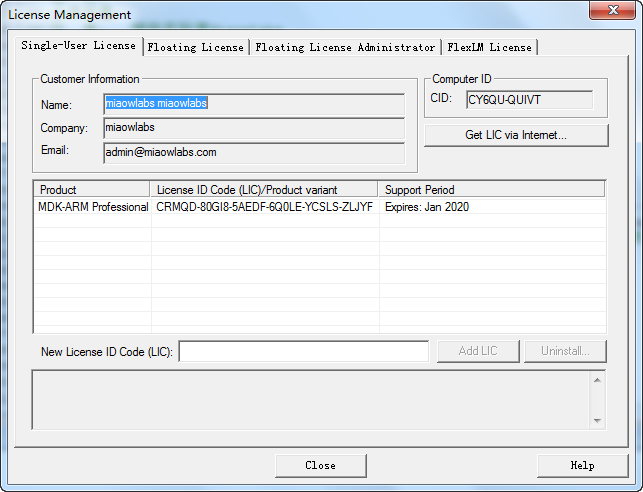 License Management
Single-User License
Floating License
Floating License Administrator
FlexLM License
Customer Information
Name:
miaowlabs miaowlabs
Company:
miaowlabs
Email:
admin@miaowlabs.com
Computer ID
CID:
CY6QU-QUIVT
Get LIC via Internet...
Product
License ID Code (LIC)/Product variant
Support Period
MDK-ARM Professional
CRMQD-80GI8-5AEDF-6Q0LE-YCSLS-ZLJYF
Expires: Jan 2020
New License ID Code (LIC):
Add LIC
Uninstall...
Close
Help